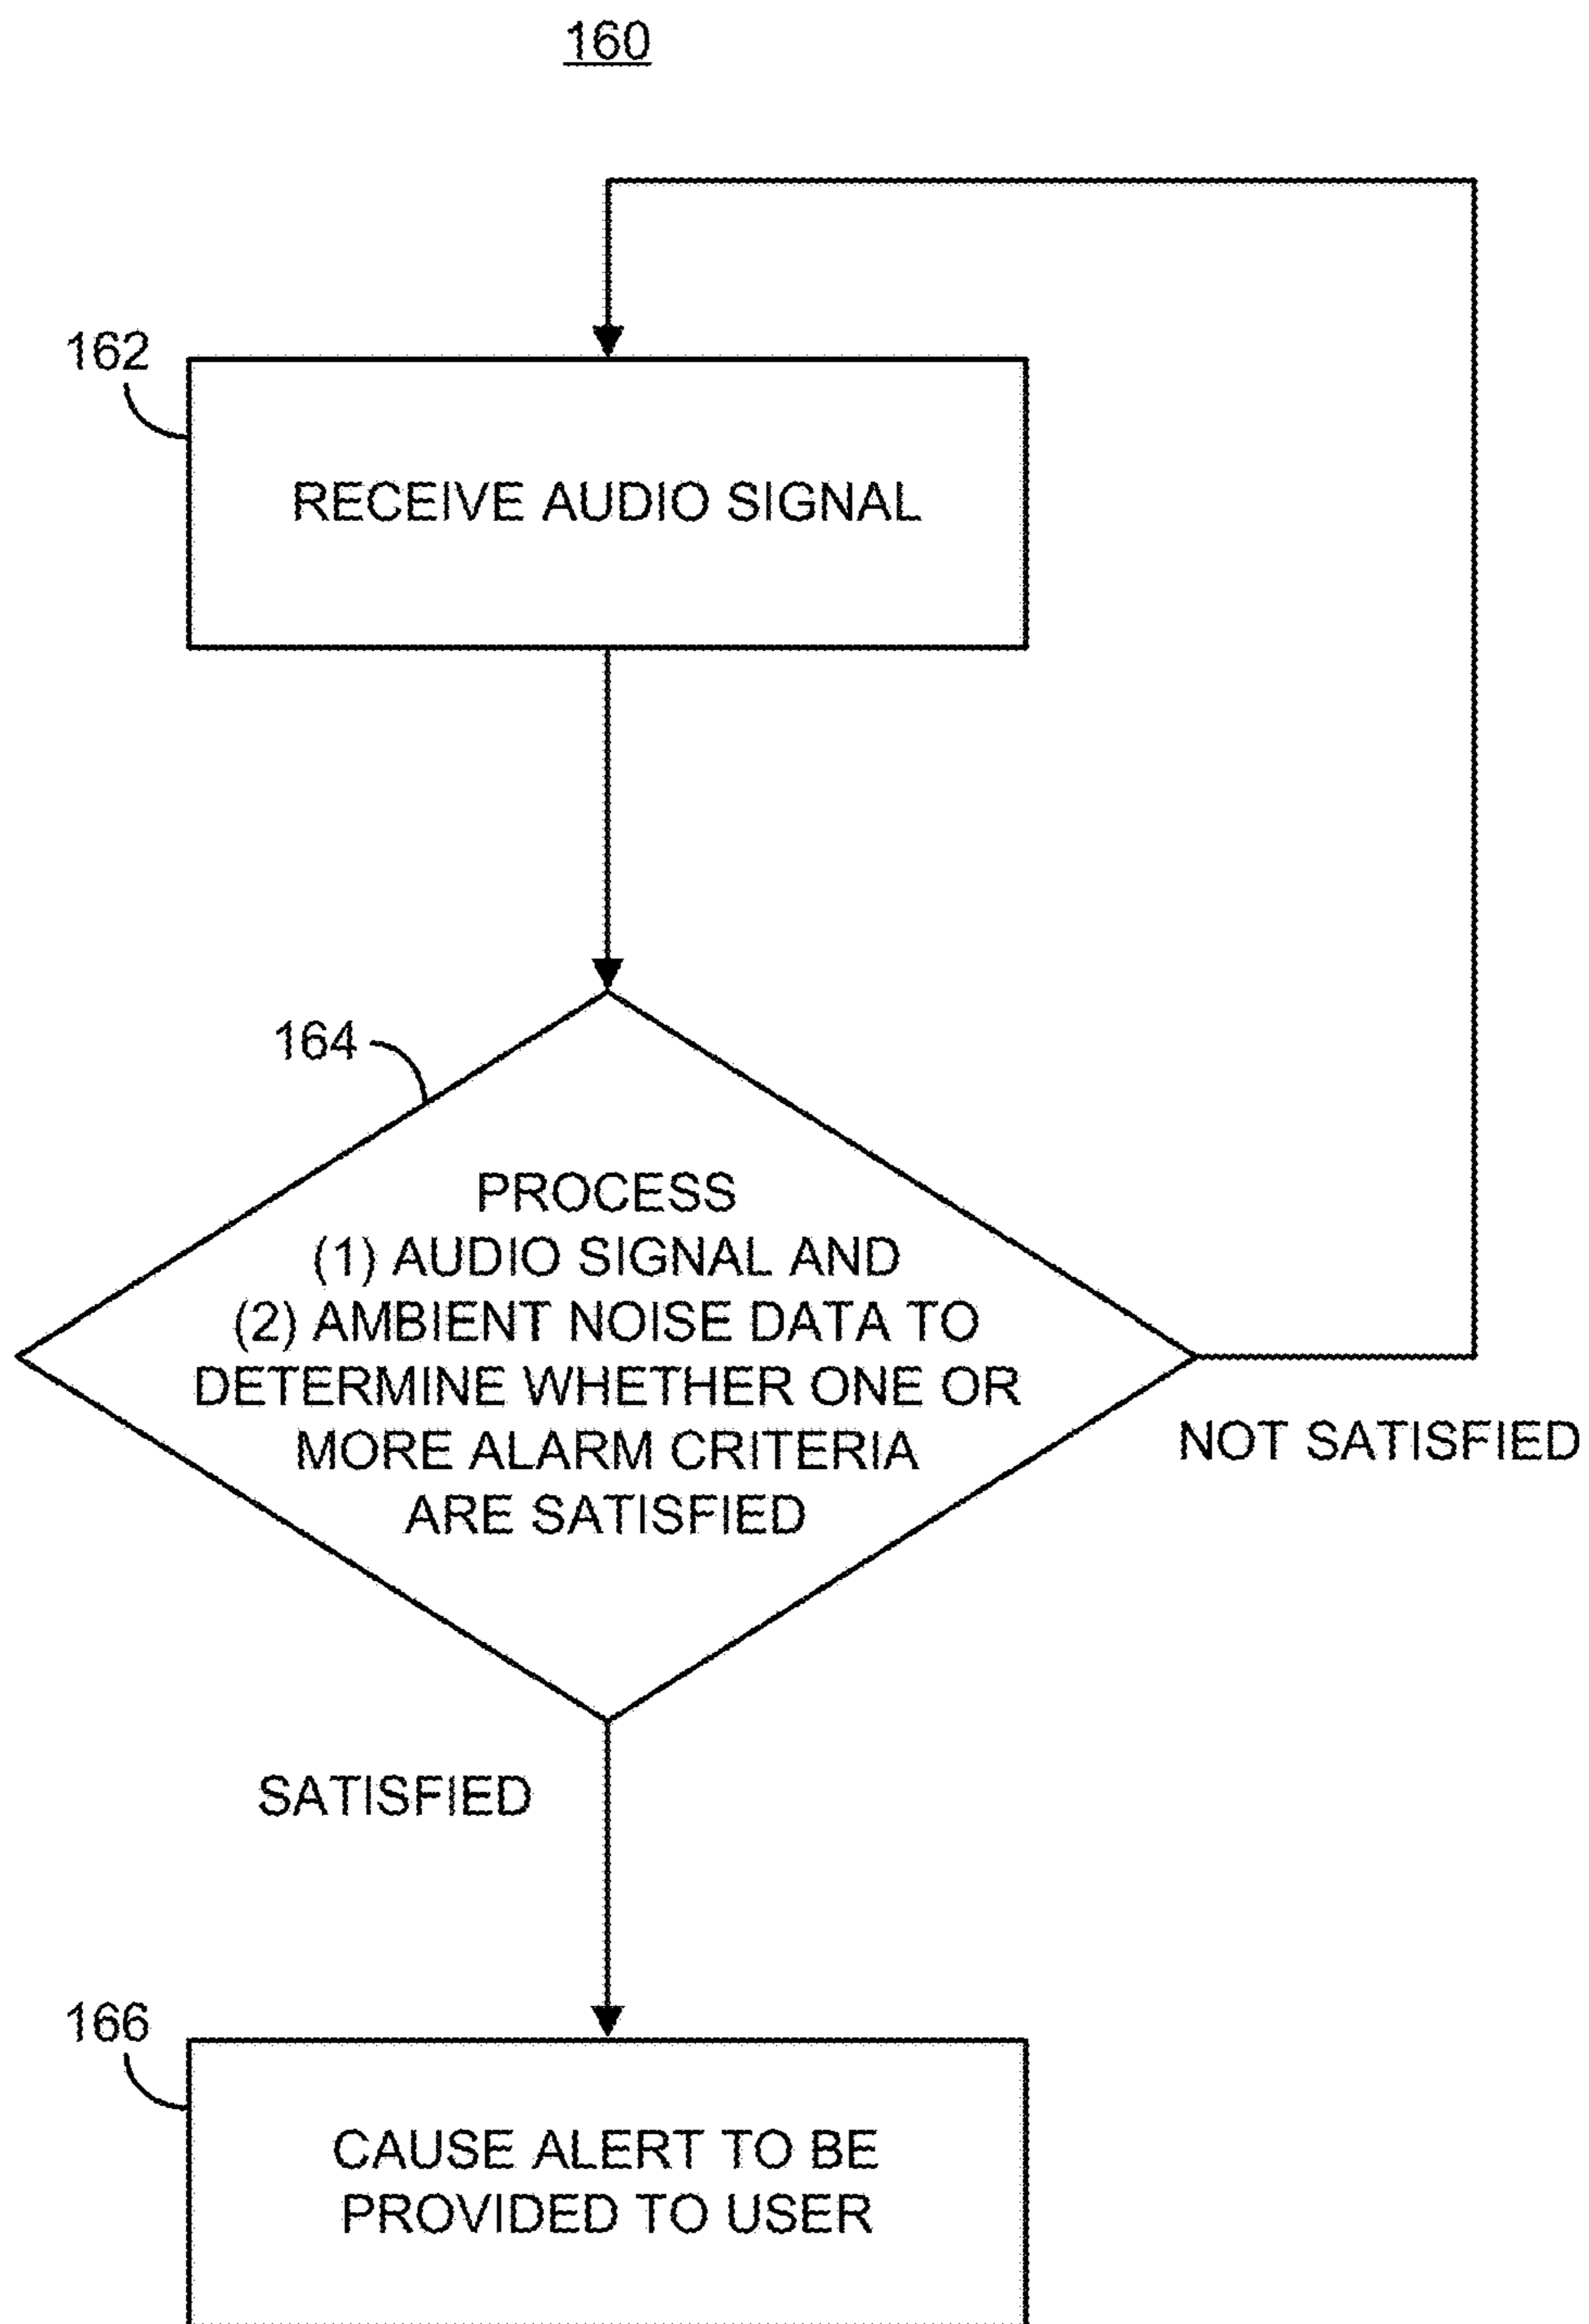 160
162
RECEIVE AUDIO SIGNAL
164
PROCESS
(1) AUDIO SIGNAL AND
(2) AMBIENT NOISE DATA TO
DETERMINE WHETHER ONE OR
MORE ALARM CRITERIA
ARE SATISFIED
NOT SATISFIED
SATISFIED
166
CAUSE ALERT TO BE
PROVIDED TO USER